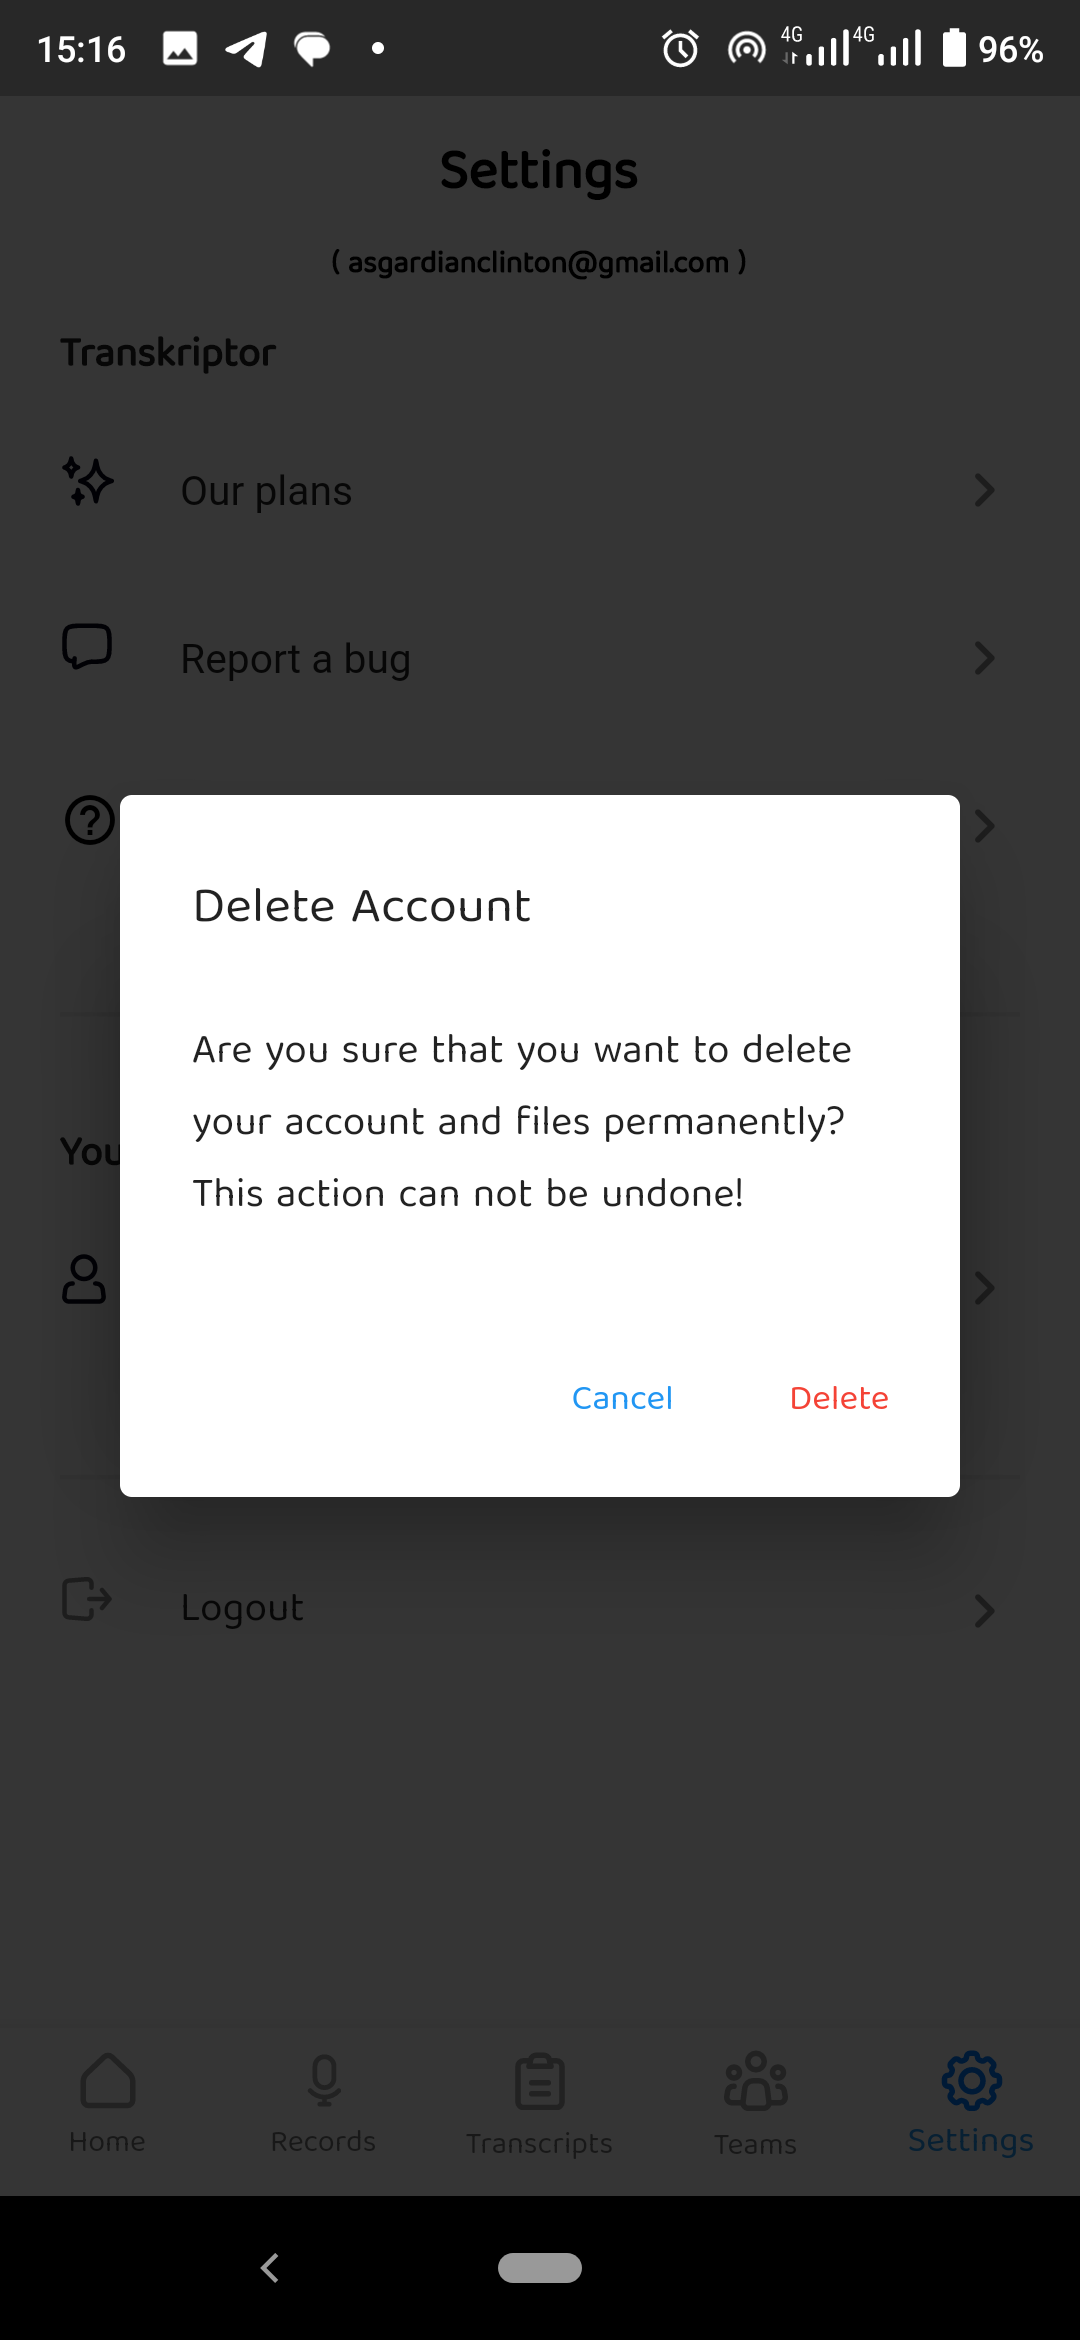 15:16
4G
4G
96%
Settings
( asgardianclinton@gmail.com )
Transkriptor
Our plans
Report a bug
Delete Account
Are you sure that you want to delete
your account and files permanently?
This action can not be undone!
You
Cancel
Delete
Logout
Home
Records
Transcripts
Teams
Settings